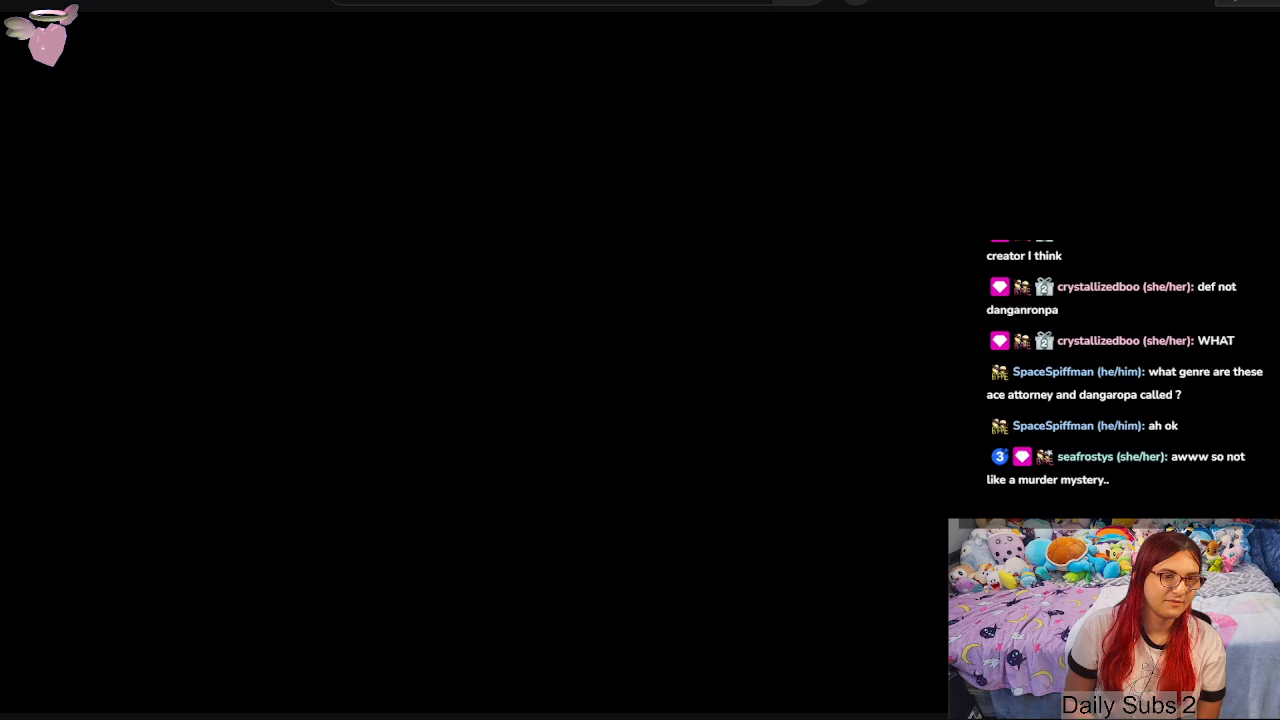 creator I think
crystallizedboo (she/her): def not
danganronpa
crystallizedboo (she/her): WHAT
SpaceSpiffman (he/him): what genre are these
ace attorney and dangaropa called ?
SpaceSpiffman (he/him): ah ok
3 seafrostys (she/her): awww so not
like a murder mystery..
Daily Subs 2